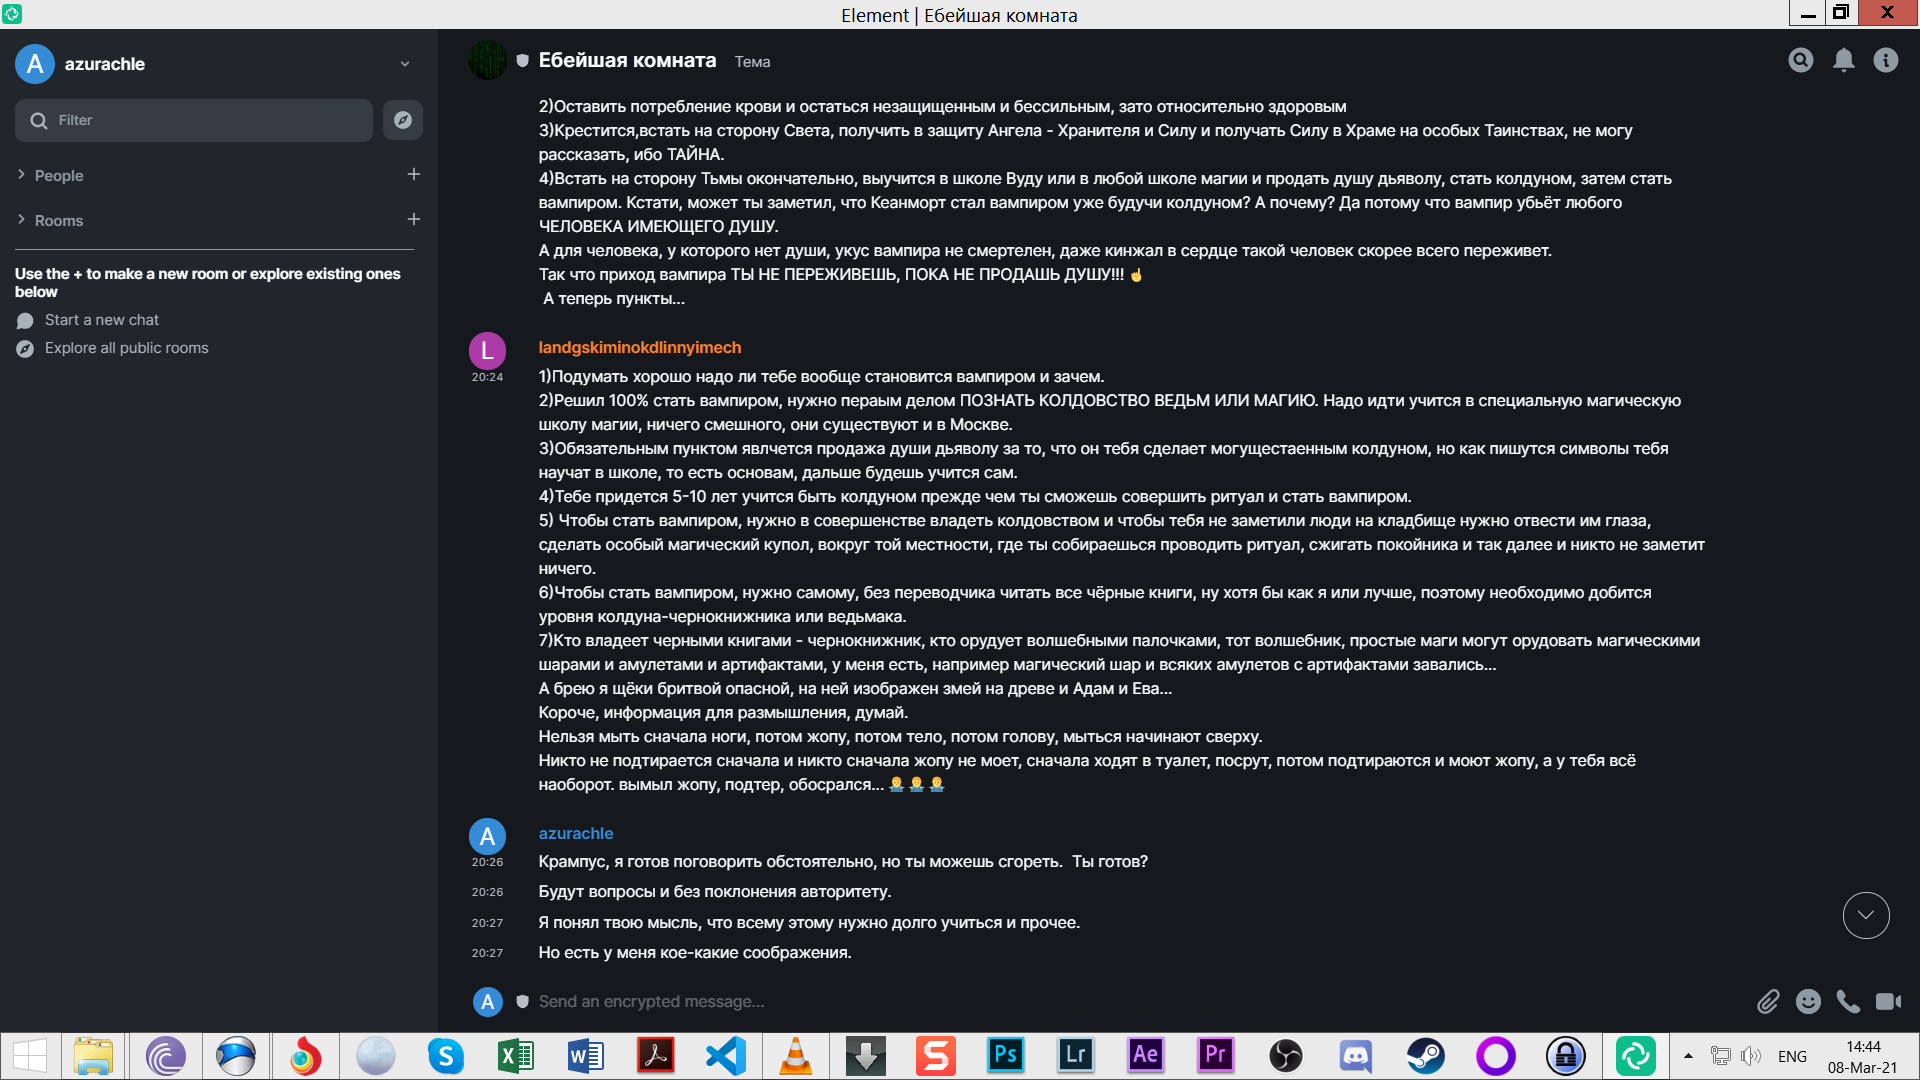 Element | Ебейшая комната
A
azurachle
Filter
People
Rooms
Use the + to make a new room or explore existing ones
below
Start a new chat
Explore all public rooms
Ебейшая комната Тема
2)Оставить потребление крови и остаться незащищенным и бессильным, зато относительно здоровым
3)Крестится,встать на сторону Света, получить в защиту Ангела - Хранителя и Силу и получать Силу в Храме на особых Таинствах, не могу
рассказать, ибо ТАЙНА.
4)Встать на сторону Тьмы окончательно, выучится в школе Вуду или в любой школе магии и продать душу дьяволу, стать колдуном, затем стать
вампиром. Кстати, может ты заметил, что Кеанморт стал вампиром уже будучи колдуном? А почему? Да потому что вампир убьёт любого
ЧЕЛОВЕКА ИМЕЮЩЕГО ДУШУ.
А для человека, у которого нет души, укус вампира не смертелен, даже кинжал в сердце такой человек скорее всего переживет.
Так что приход вампира ТЫ НЕ ПЕРЕЖИВЕШЬ, ПОКА НЕ ПРОДАШЬ ДУШУ!!! ☝
А теперь пункты...
L
landgskiminokdlinnyimech
20:24
1)Подумать хорошо надо ли тебе вообще становится вампиром и зачем.
2)Решил 100% стать вампиром, нужно пераым делом ПОЗНАТЬ КОЛДОВСТВО ВЕДЬМ ИЛИ МАГИЮ. Надо идти учится в специальную магическую
школу магии, ничего смешного, они существуют и в Москве.
3)Обязательным пунктом явлчется продажа души дьяволу за то, что он тебя сделает могущестаенным колдуном, но как пишутся символы тебя
научат в школе, то есть основам, дальше будешь учится сам.
4)Тебе придется 5-10 лет учится быть колдуном прежде чем ты сможешь совершить ритуал и стать вампиром.
5) Чтобы стать вампиром, нужно в совершенстве владеть колдовством и чтобы тебя не заметили люди на кладбище нужно отвести им глаза,
сделать особый магический купол, вокруг той местности, где ты собираешься проводить ритуал, сжигать покойника и так далее и никто не заметит
ничего.
6)Чтобы стать вампиром, нужно самому, без переводчика читать все чёрные книги, ну хотя бы как я или лучше, поэтому необходимо добится
уровня колдуна-чернокнижника или ведьмака.
7)Кто владеет черными книгами - чернокнижник, кто орудует волшебными палочками, тот волшебник, простые маги могут орудовать магическими
шарами и амулетами и артифактами, у меня есть, например магический шар и всяких амулетов с артифактами завались...
А брею я щёки бритвой опасной, на ней изображен змей на древе и Адам и Ева...
Короче, информация для размышления, думай.
Нельзя мыть сначала ноги, потом жопу, потом тело, потом голову, мыться начинают сверху.
Никто не подтирается сначала и никто сначала жопу не моет, сначала ходят в туалет, посрут, потом подтираются и моют жопу, а у тебя всё
наоборот. вымыл жопу, подтер, обосрался...
A
azurachle
20:26 Крампус, я готов поговорить обстоятельно, но ты можешь сгореть.  Ты готов?
20:26 Будут вопросы и без поклонения авторитету.
20:27 Я понял твою мысль, что всему этому нужно долго учиться и прочее.
20:27 Но есть у меня кое-какие соображения.
A
Send an encrypted message...
S
X
W
S
Ps
Lr
Ae
Pr
ENG
14:44
08-Mar-21